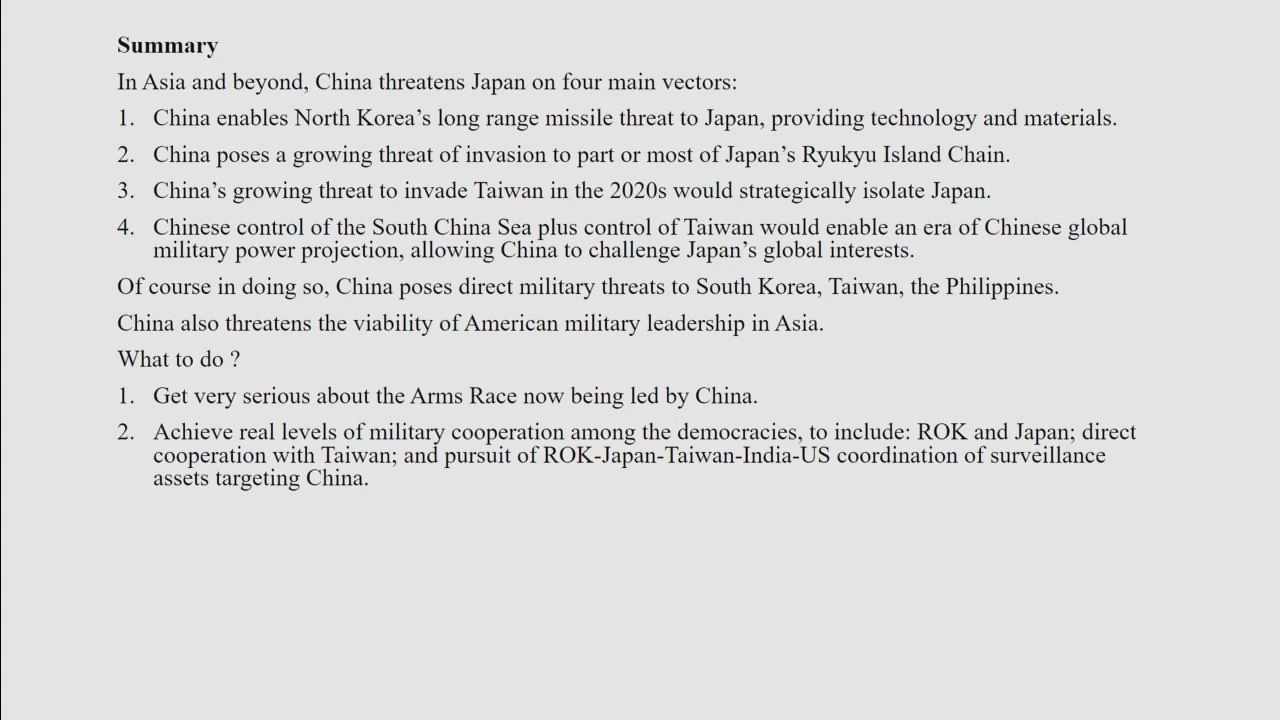 Summary
In Asia and beyond, China threatens Japan on four main vectors:
1. China enables North Korea’s long range missile threat to Japan, providing technology and materials.
2. China poses a growing threat of invasion to part or most of Japan’s Ryukyu Island Chain.
3. China’s growing threat to invade Taiwan in the 2020s would strategically isolate Japan.
4. Chinese control of the South China Sea plus control of Taiwan would enable an era of Chinese global
military power projection, allowing China to challenge Japan’s global interests.
Of course in doing so, China poses direct military threats to South Korea, Taiwan, the Philippines.
China also threatens the viability of American military leadership in Asia.
What to do ?
1. Get very serious about the Arms Race now being led by China.
2. Achieve real levels of military cooperation among the democracies, to include: ROK and Japan; direct
cooperation with Taiwan; and pursuit of ROK-Japan-Taiwan-India-US coordination of surveillance
assets targeting China.